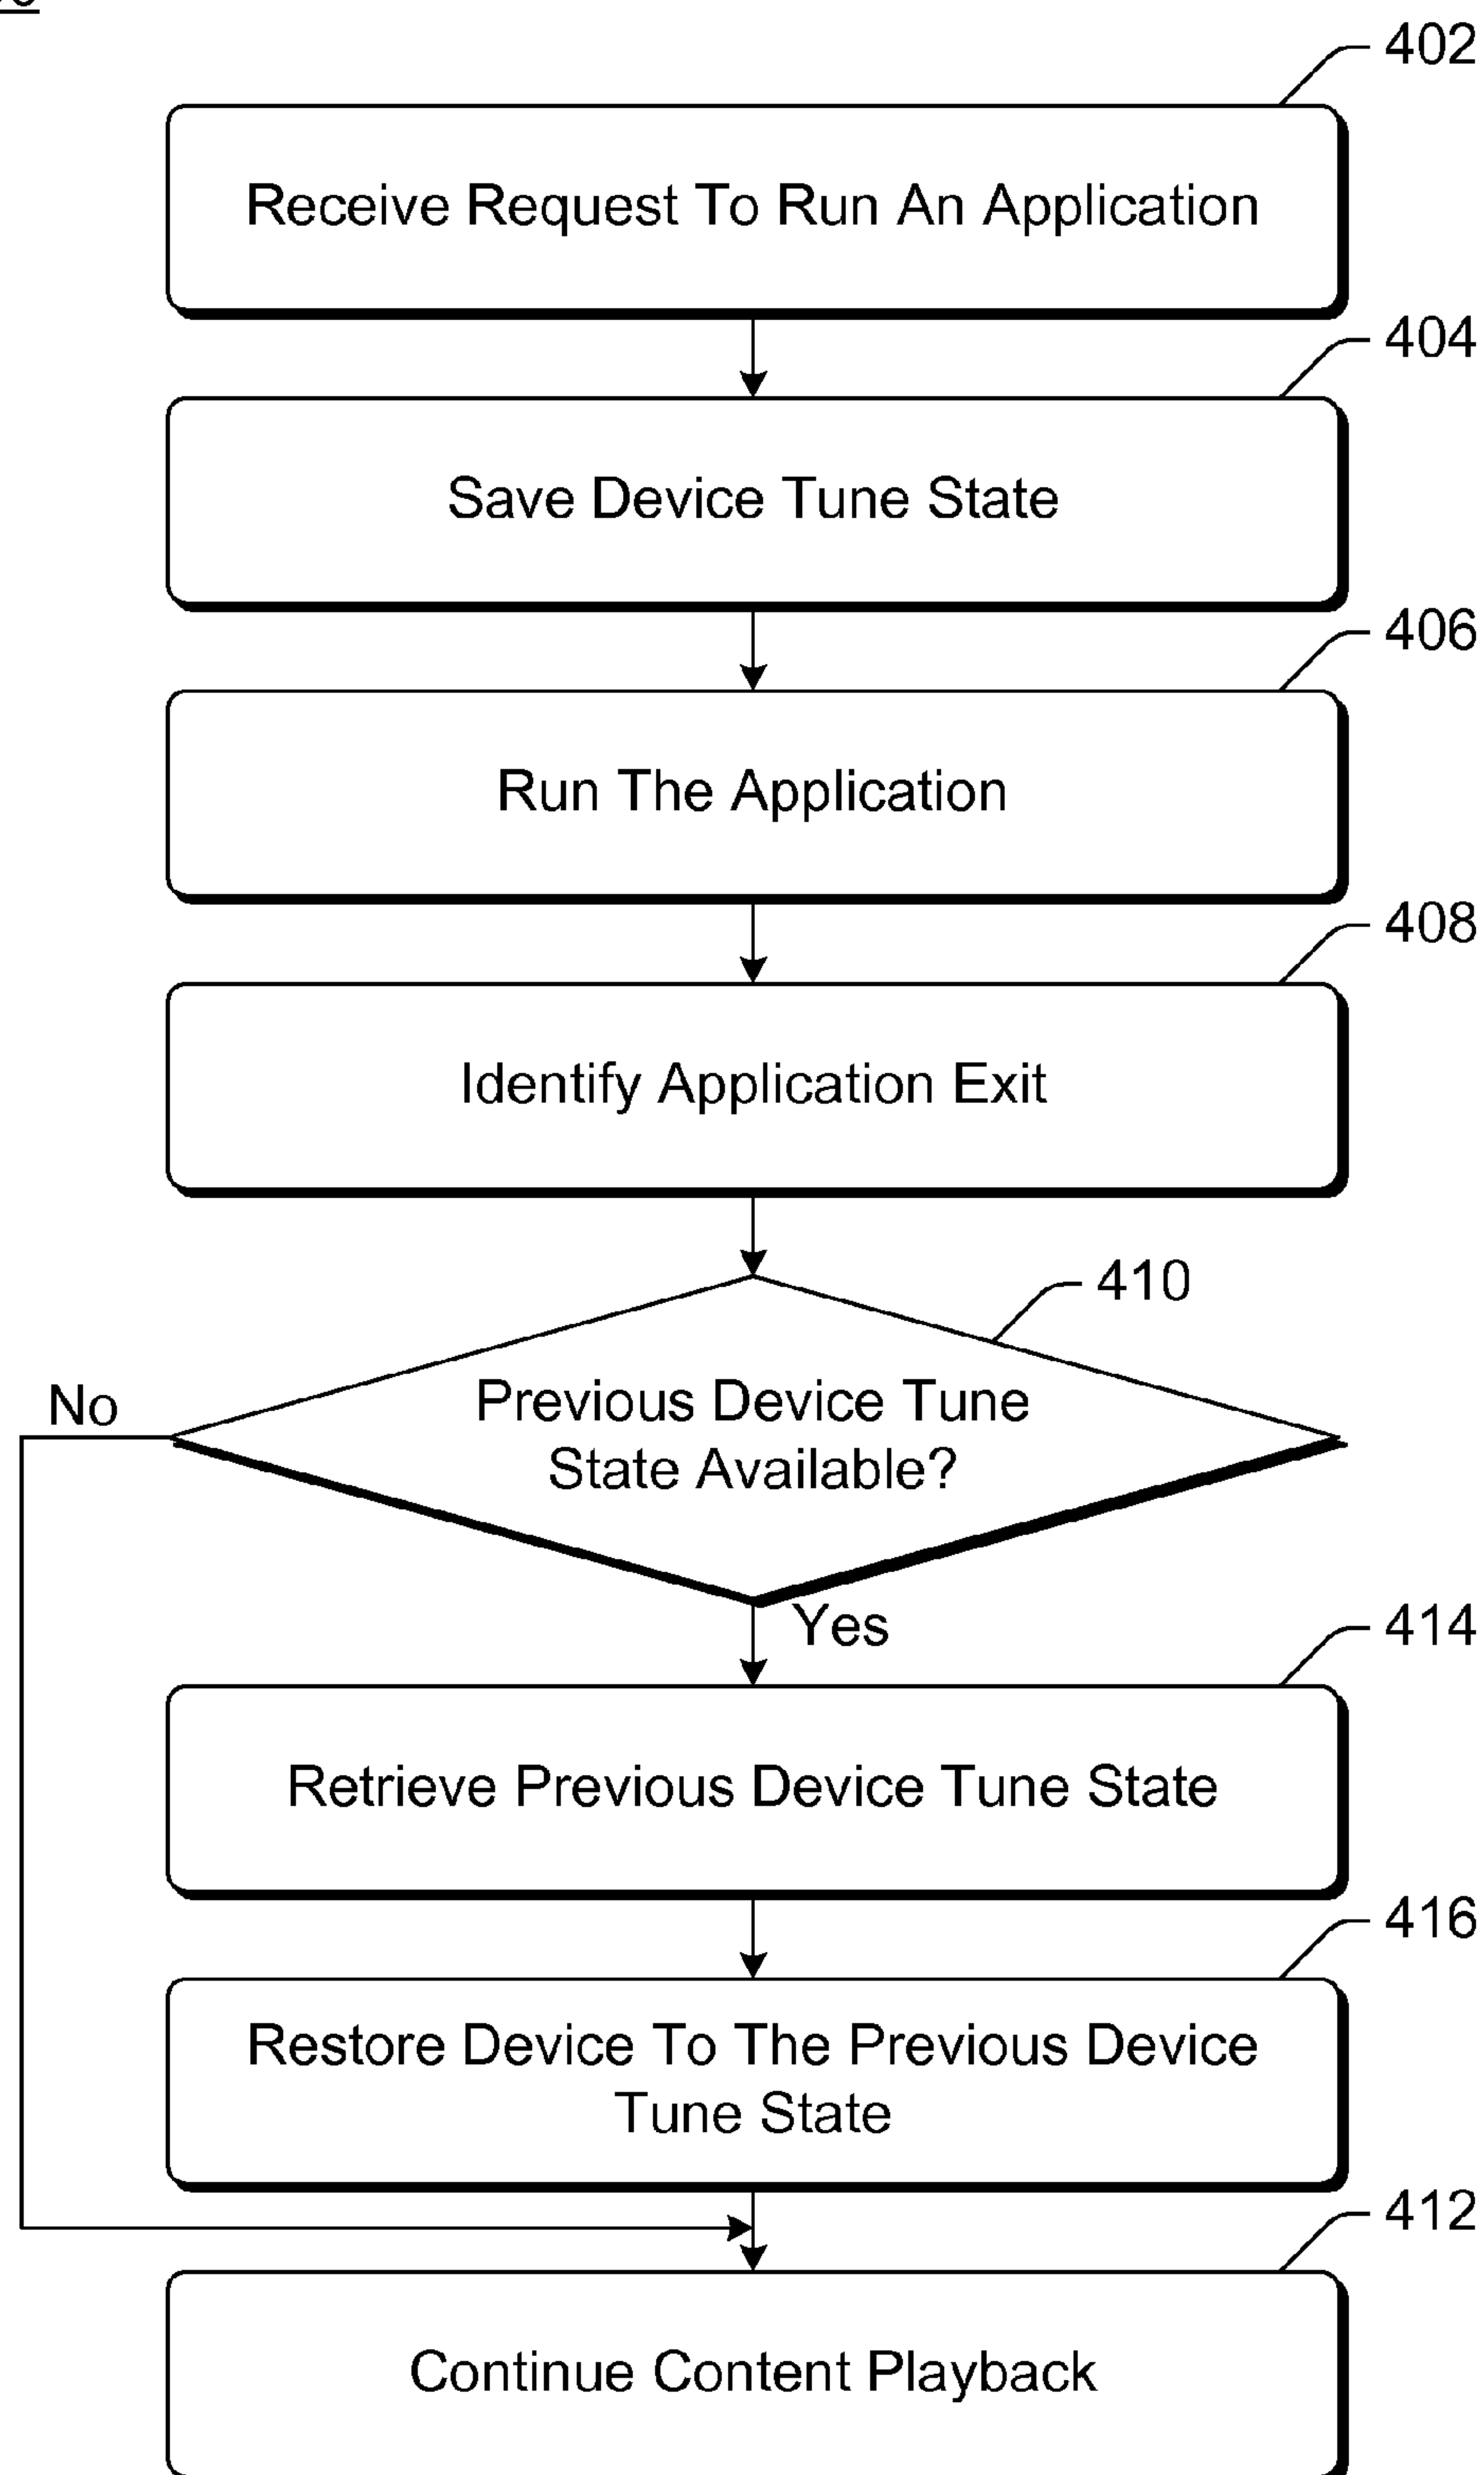 402
Receive Request To Run An Application
404
Save Device Tune State
406
Run The Application
408
Identify Application Exit
410
Previous Device Tune
State Available?
No
Yes
414
Retrieve Previous Device Tune State
416
Restore Device To The Previous Device
Tune State
412
Continue Content Playback